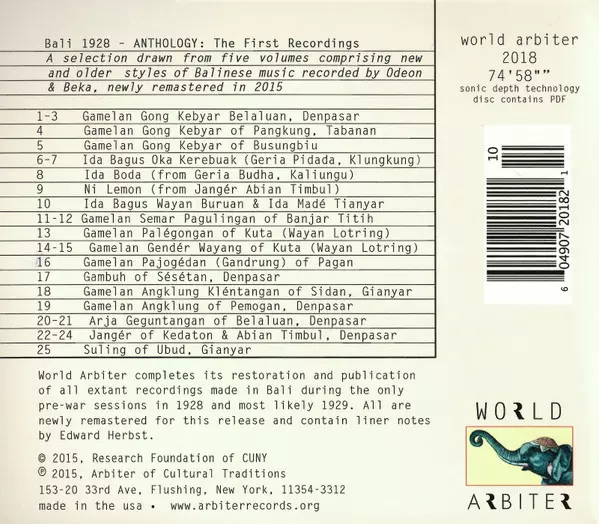 Bali 1928 - ANTHOLOGY: The First Recordings
A selection drawn from five volumes comprising new
and older styles of Balinese music recorded by Odeon
& Beka, newly remastered in 2015
1-3 Gamelan Gong Kebyar Belaluan, Denpasar
4 Gamelan Gong Kebyar of Pangkung, Tabanan
5 Gamelan Gong Kebyar of Busungbiu
6-7 Ida Bagus Oka Kerebuak (Geria Pidada, Klungkung)
8 Ida Boda (from Geria Budha, Kaliungu)
9 Ni Lemon (from Jangér Abian Timbul)
10 Ida Bagus Wayan Buruan & Ida Madé Tianyar
11-12 Gamelan Semar Pagulingan of Banjar Titih
13 Gamelan Palégongan of Kuta (Wayan Lotring)
14-15 Gamelan Gendér Wayang of Kuta (Wayan Lotring)
16 Gamelan Pajogédan (Gandrung) of Pagan
17 Gambuh of Sésétan, Denpasar
18 Gamelan Angklung Kléntangan of Sidan, Gianyar
19 Gamelan Angklung of Pemogan, Denpasar
20-21 Arja Geguntangan of Belaluan, Denpasar
22-24 Jangér of Kedaton & Abian Timbul, Denpasar
25 Suling of Ubud, Gianyar
world arbiter
2018
74'58""
sonic depth technology
disc contains PDF
10
6 04907 20182 1
World Arbiter completes its restoration and publication
of all extant recordings made in Bali during the only
pre-war sessions in 1928 and most likely 1929. All are
newly remastered for this release and contain liner notes
by Edward Herbst.
© 2015, Research Foundation of CUNY
℗ 2015, Arbiter of Cultural Traditions
153-20 33rd Ave, Flushing, New York, 11354-3312
made in the usa • www.arbiterrecords.org
WORLD
ARBITER